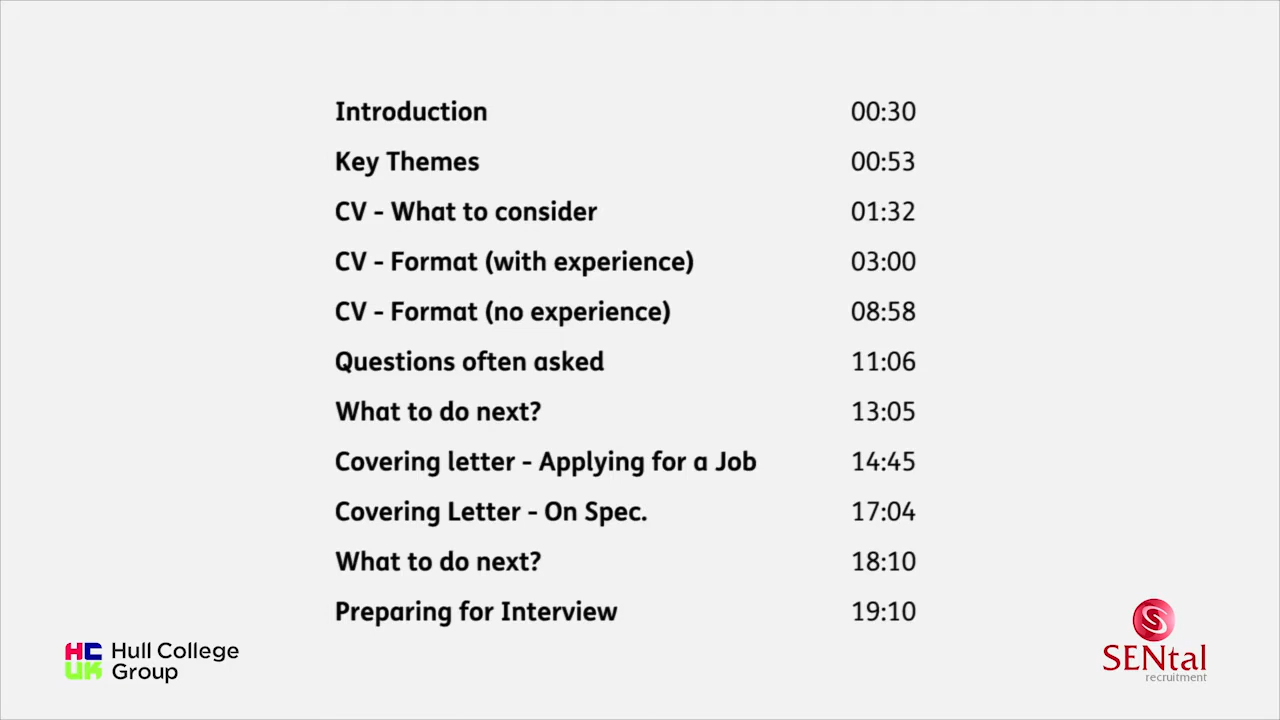 Introduction 00:30
Key Themes 00:53
CV - What to consider 01:32
CV - Format (with experience) 03:00
CV - Format (no experience) 08:58
Questions often asked 11:06
What to do next? 13:05
Covering letter - Applying for a Job 14:45
Covering Letter - On Spec. 17:04
What to do next? 18:10
Preparing for Interview 19:10
HC
UK
Hull College
Group
SENtal
recruitment